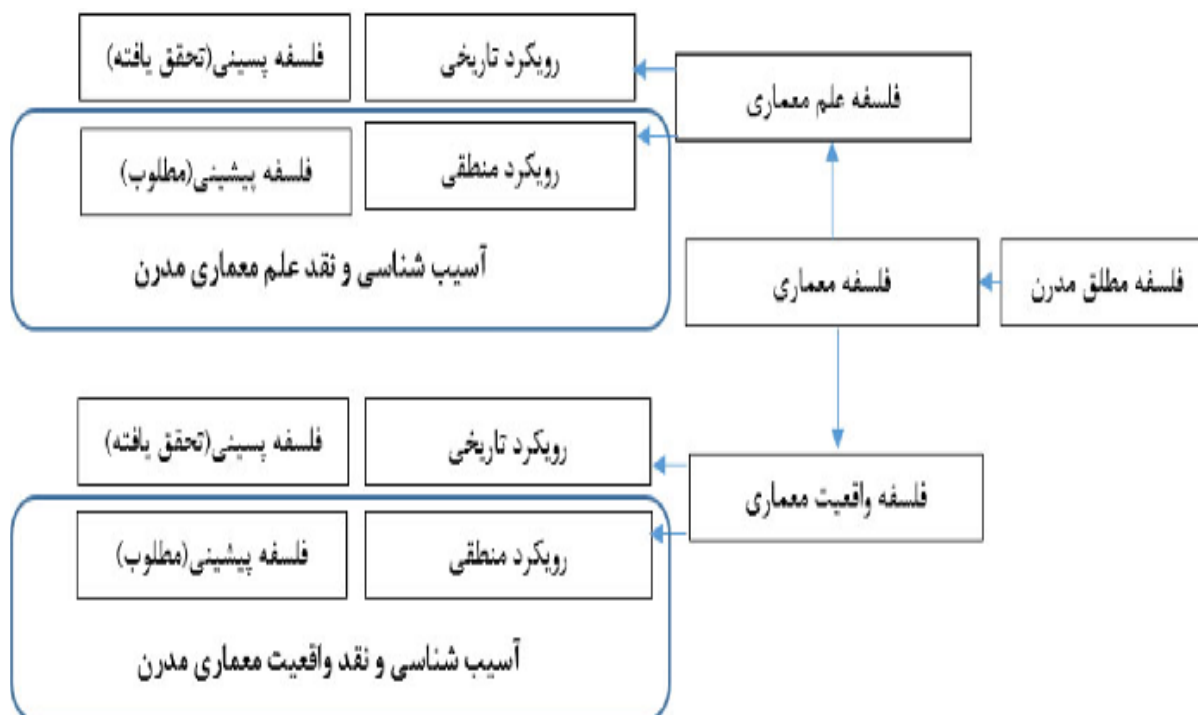 فلسفه علم معماری
رویکرد تاریخی
فلسفه پسینی(تحقق یافته)
رویکرد منطقی
فلسفه پیشینی(مطلوب)
آسیب شناسی و نقد علم معماری مدرن
فلسفه مطلق مدرن
فلسفه معماری
فلسفه واقعیت معماری
رویکرد تاریخی
فلسفه پسینی(تحقق یافته)
رویکرد منطقی
فلسفه پیشینی(مطلوب)
آسیب شناسی و نقد واقعیت معماری مدرن